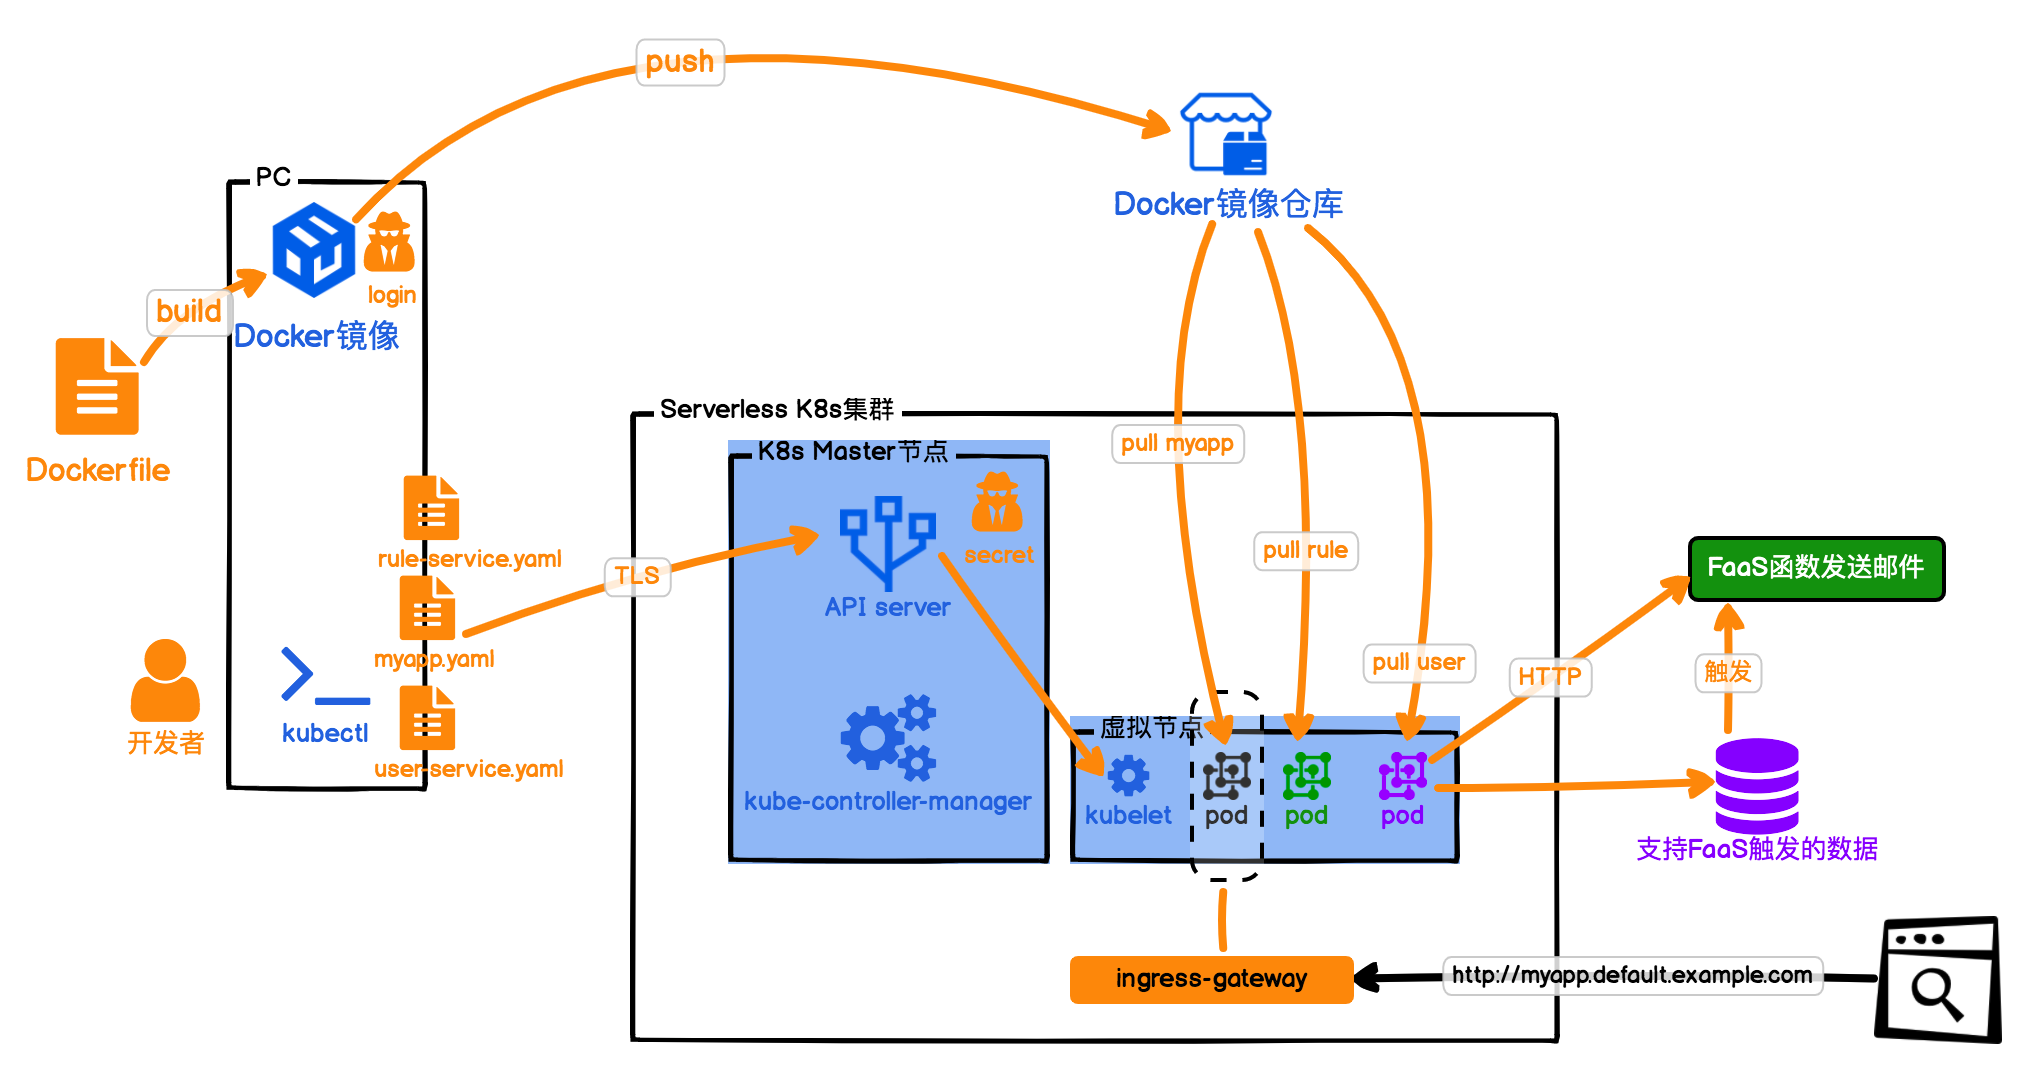 push
PC
login
build
Docker镜像
Dockerfile
Docker镜像仓库
Serverless K8s集群
K8s Master节点
secret
API server
kube-controller-manager
rule-service.yaml
myapp.yaml
user-service.yaml
开发者
kubectl
TLS
pull myapp
pull rule
pull user
虚拟节点
kubelet
pod
pod
pod
HTTP
FaaS函数发送邮件
触发
支持FaaS触发的数据
ingress-gateway
http://myapp.default.example.com